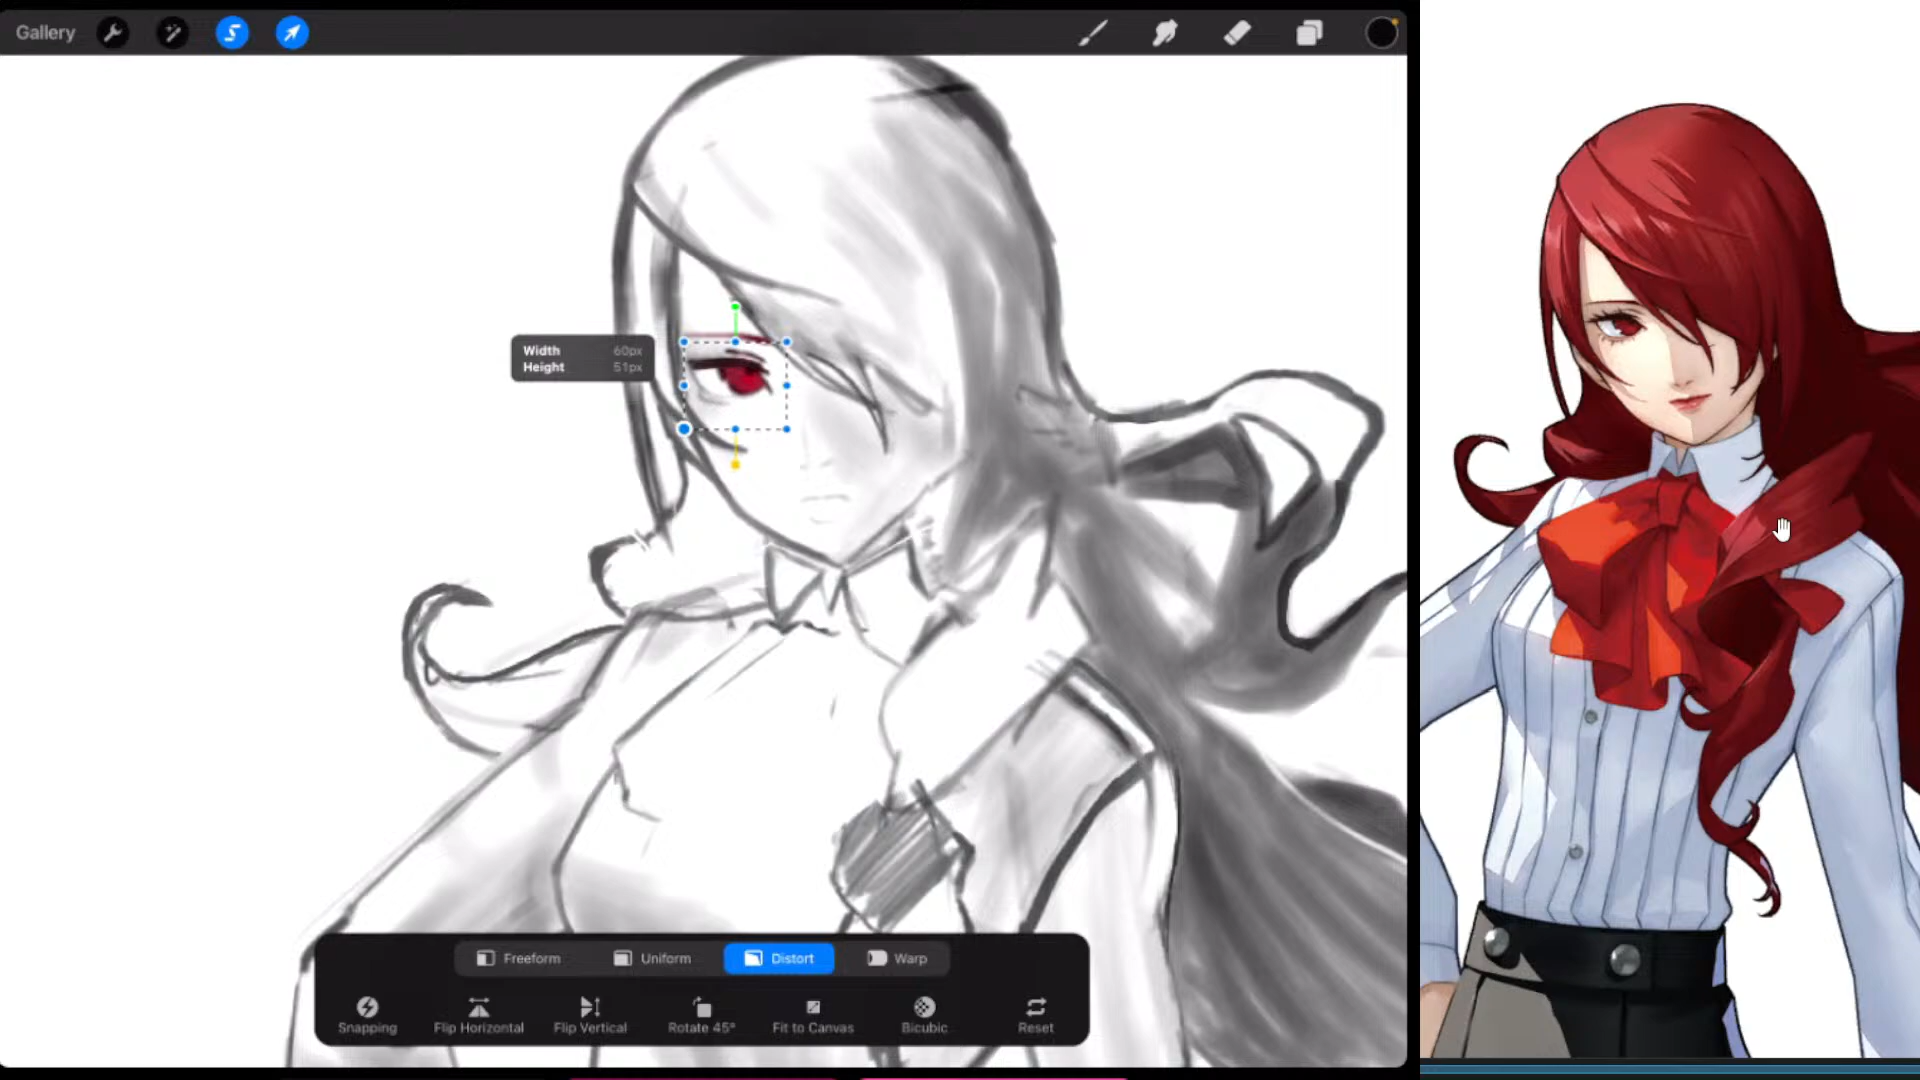 Gallery
Width 60px
Height 51px
Freeform Uniform Distort Warp
Snapping Flip Horizontal Flip Vertical Rotate 45° Fit to Canvas Bicubic Reset